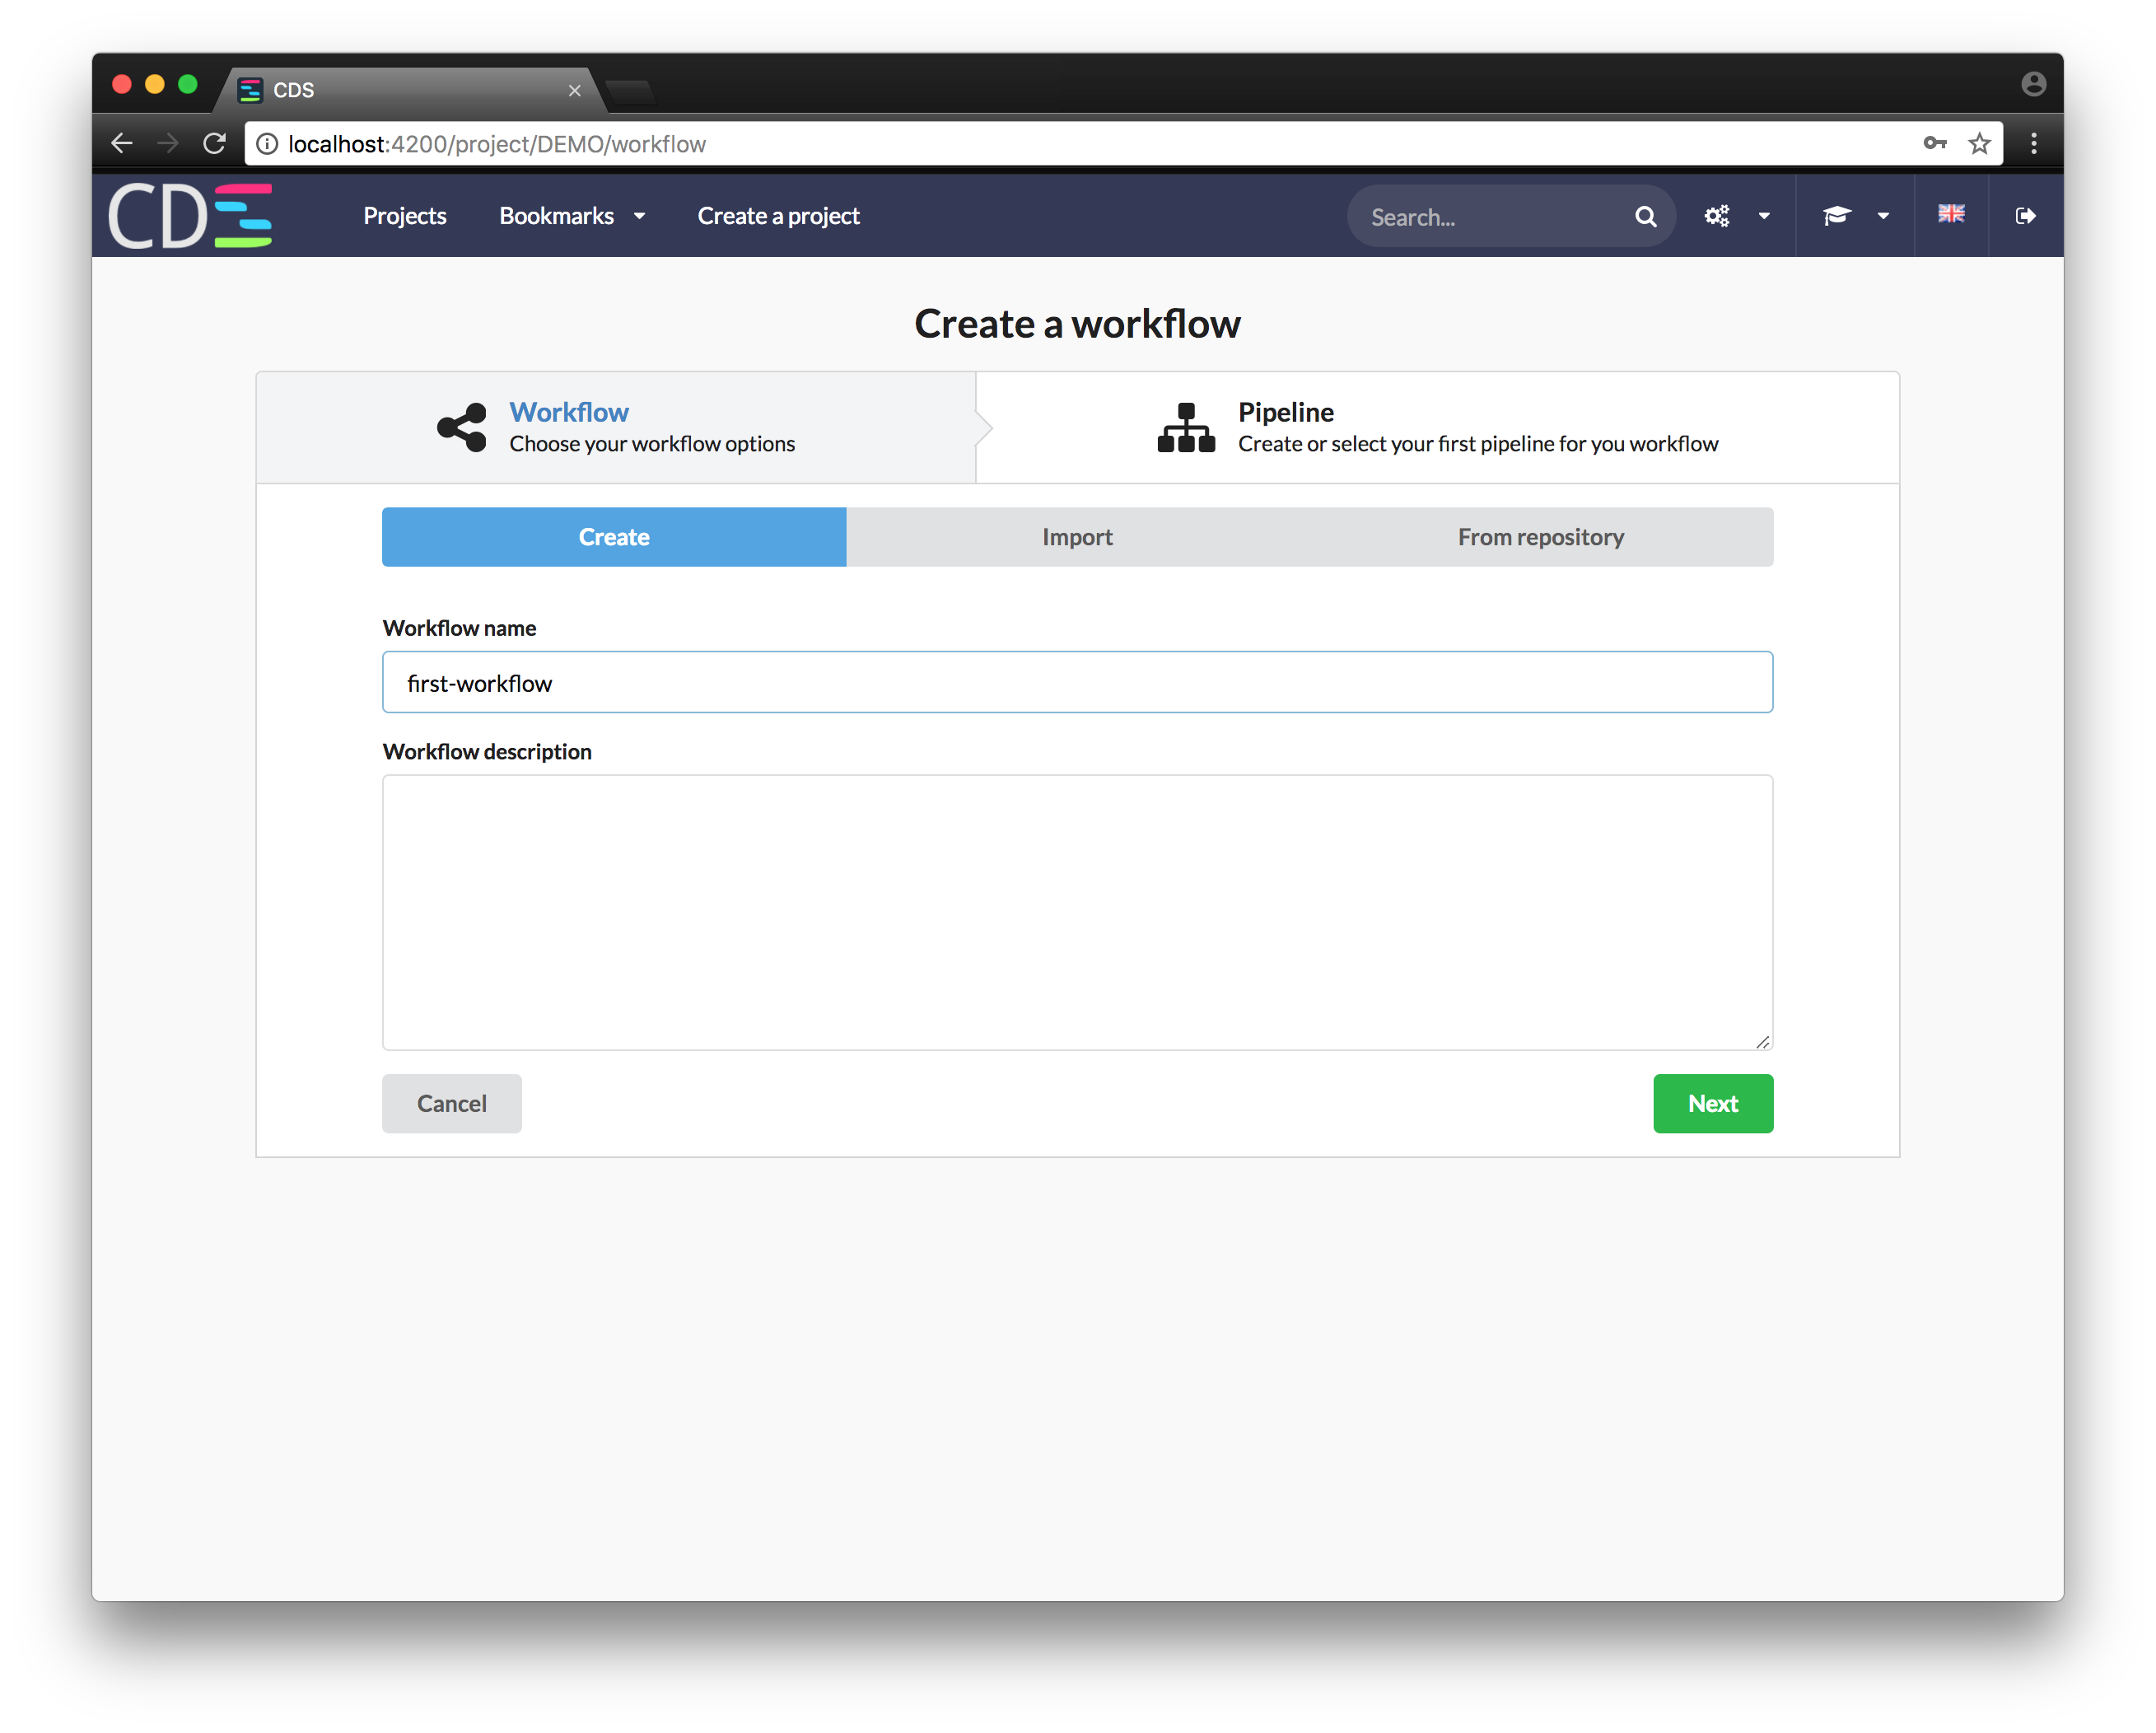 CDS
localhost:4200/project/DEMO/workflow
CDS
Projects
Bookmarks
Create a project
Search...
Create a workflow
Workflow
Choose your workflow options
Pipeline
Create or select your first pipeline for you workflow
Create
Import
From repository
Workflow name
first-workflow
Workflow description
Cancel
Next